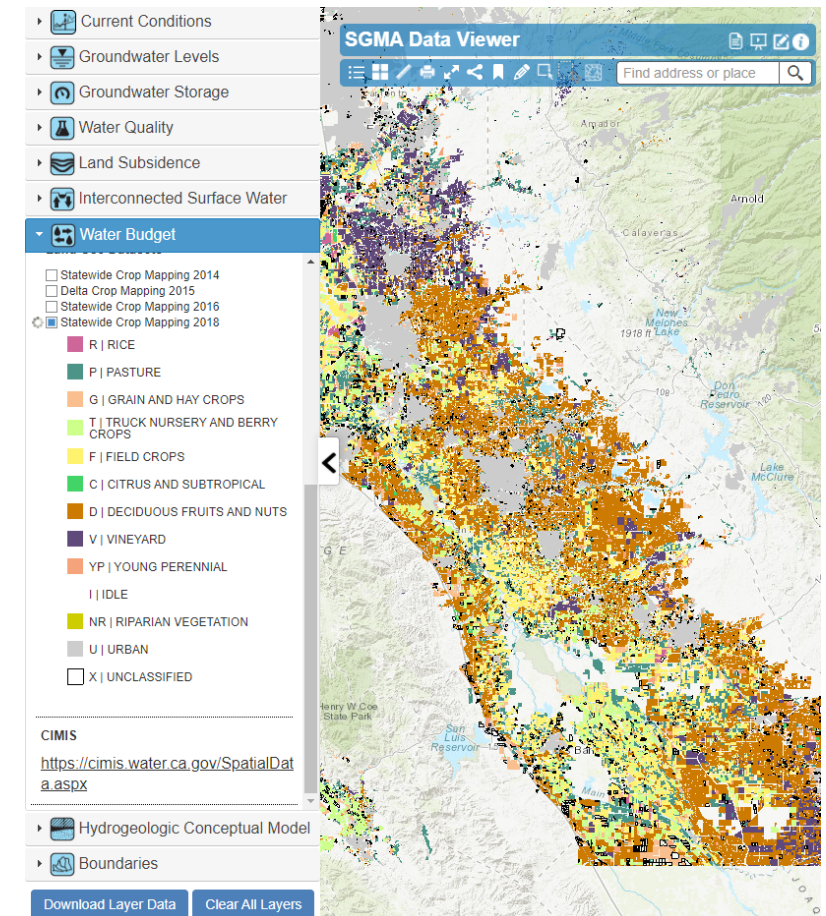 Current Conditions
Groundwater Levels
Groundwater Storage
Water Quality
Land Subsidence
Interconnected Surface Water
Water Budget
Statewide Crop Mapping 2014
Delta Crop Mapping 2015
Statewide Crop Mapping 2016
Statewide Crop Mapping 2018
R | RICE
P | PASTURE
G | GRAIN AND HAY CROPS
T | TRUCK NURSERY AND BERRY
CROPS
F | FIELD CROPS
C | CITRUS AND SUBTROPICAL
D | DECIDUOUS FRUITS AND NUTS
V | VINEYARD
YP | YOUNG PERENNIAL
I | IDLE
NR | RIPARIAN VEGETATION
U | URBAN
X | UNCLASSIFIED
CIMIS
https://cimis.water.ca.gov/SpatialDat
a.aspx
Hydrogeologic Conceptual Model
Boundaries
Download Layer Data
Clear All Layers
SGMA Data Viewer
Find address or place
Amador
Arnold
Calaveras
New
Melones
Lake
1918 ft
108
120
Don
Pedro
Reservoir
Lake
McClure
Henry W Coe
State Park
San
Luis
Reservoir
Main